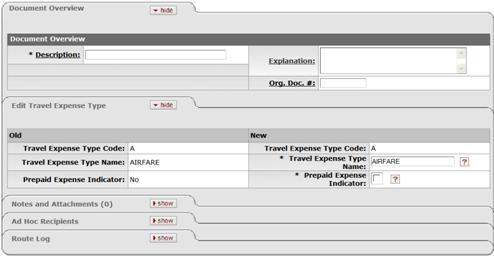 Document Overview hide
Document Overview
* Description: Explanation:
Org. Doc. #:
Edit Travel Expense Type hide
Old New
Travel Expense Type Code: A Travel Expense Type Code: A
Travel Expense Type Name: AIRFARE * Travel Expense Type Name: AIRFARE ?
Prepaid Expense Indicator: No * Prepaid Expense Indicator: ?
Notes and Attachments (0) show
Ad Hoc Recipients show
Route Log show